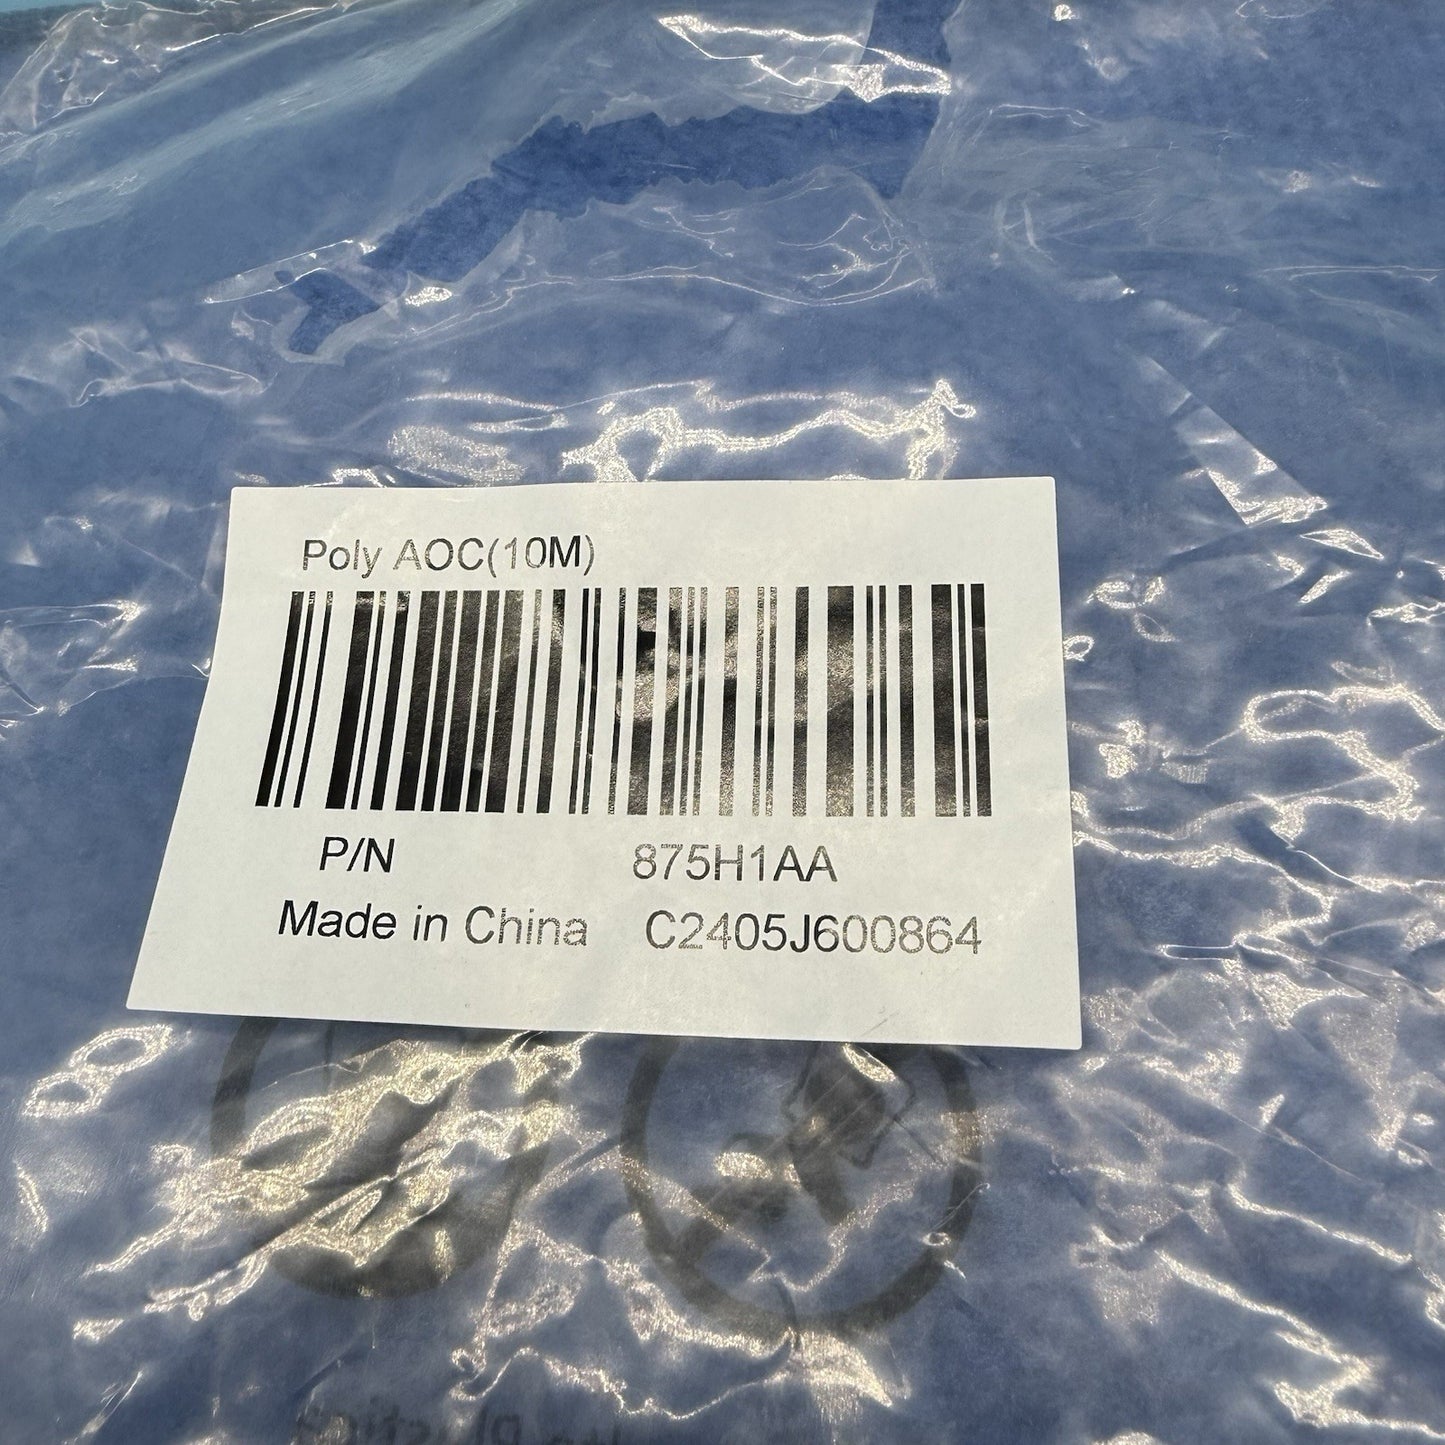 Poly AOC(10M)
P/N 875H1AA
Made in China C2405J600864